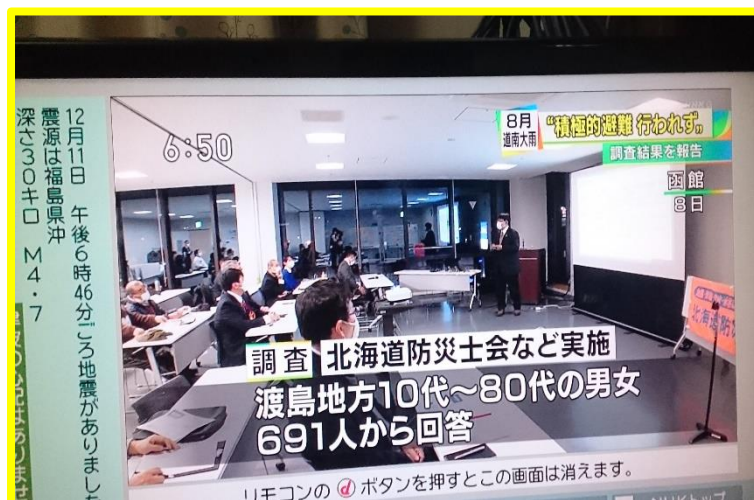 12月11日 午後6時46分ごろ地震がありました
震源は福島県沖
深さ30キロ M4.7
6:50
8月
道南大雨
“積極的避難 行われず„
調査結果を報告
函館
8日
北海道防
調査 北海道防災士会など実施
渡島地方10代~80代の男女
691人から回答
リモコンの ⓓ ボタンを押すとこの画面は消えます。